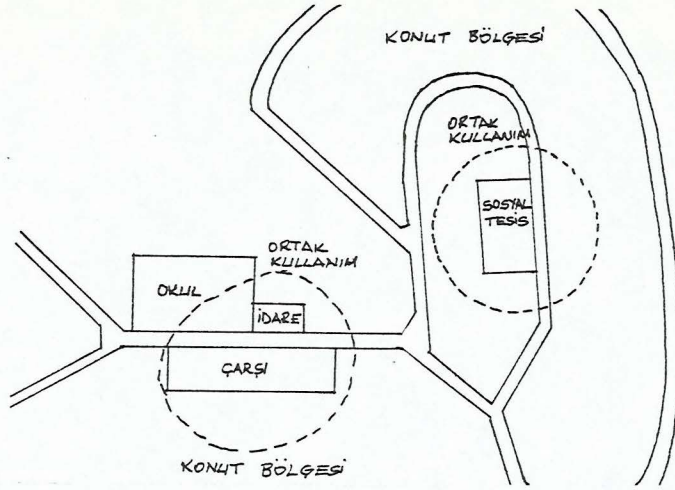 KONUT BÖLGESİ
ORTAK
KULLANIM
SOSYAL
TESİS
ORTAK
KULLANIM
OKUL
İDARE
ÇARŞI
KONUT BÖLGESİ